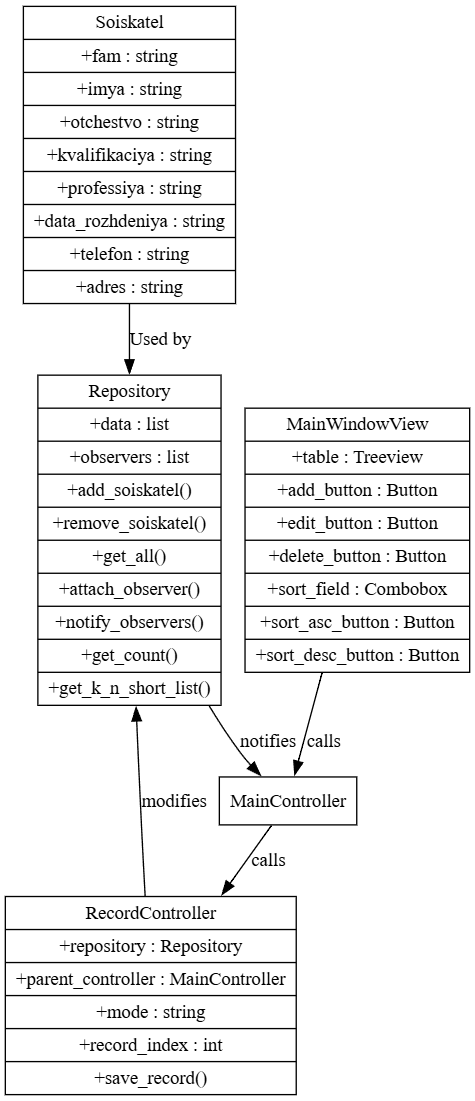 Soiskatel
+fam : string
+imya : string
+otchestvo : string
+kvalifikaciya : string
+professiya : string
+data_rozhdeniya : string
+telefon : string
+adres : string
Used by
Repository
+data : list
+observers : list
+add_soiskatel()
+remove_soiskatel()
+get_all()
+attach_observer()
+notify_observers()
+get_count()
+get_k_n_short_list()
MainWindowView
+table : Treeview
+add_button : Button
+edit_button : Button
+delete_button : Button
+sort_field : Combobox
+sort_asc_button : Button
+sort_desc_button : Button
notifies
calls
MainController
modifies
calls
RecordController
+repository : Repository
+parent_controller : MainController
+mode : string
+record_index : int
+save_record()